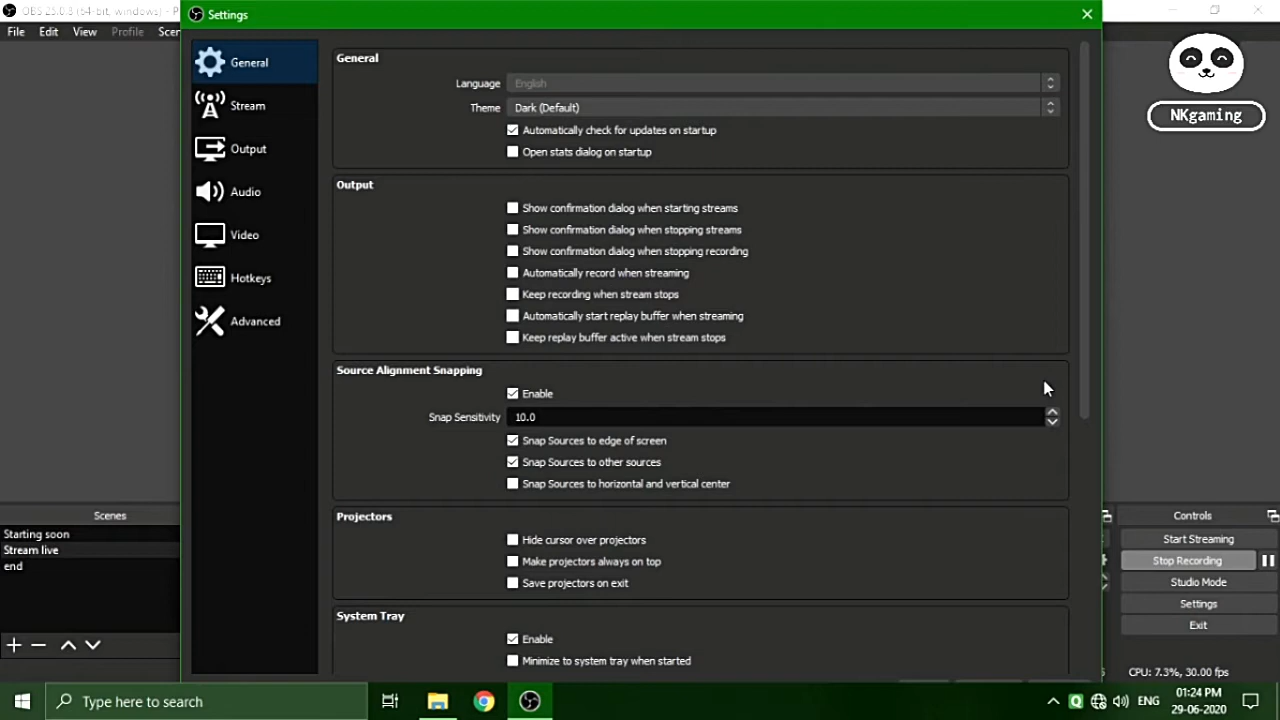 OBS 25.0.8 (64-bit, windows) - P
Settings
File Edit View Profile Scen
General
Stream
Output
Audio
Video
Hotkeys
Advanced
General
Language English
Theme Dark (Default)
Automatically check for updates on startup
Open stats dialog on startup
Output
Show confirmation dialog when starting streams
Show confirmation dialog when stopping streams
Show confirmation dialog when stopping recording
Automatically record when streaming
Keep recording when stream stops
Automatically start replay buffer when streaming
Keep replay buffer active when stream stops
Source Alignment Snapping
Enable
Snap Sensitivity 10.0
Snap Sources to edge of screen
Snap Sources to other sources
Snap Sources to horizontal and vertical center
Projectors
Hide cursor over projectors
Make projectors always on top
Save projectors on exit
System Tray
Enable
Minimize to system tray when started
NKgaming
Scenes
Starting soon
Stream live
end
Controls
Start Streaming
Stop Recording
Studio Mode
Settings
Exit
CPU: 7.3%, 30.00 fps
Type here to search
ENG
01:24 PM
29-06-2020